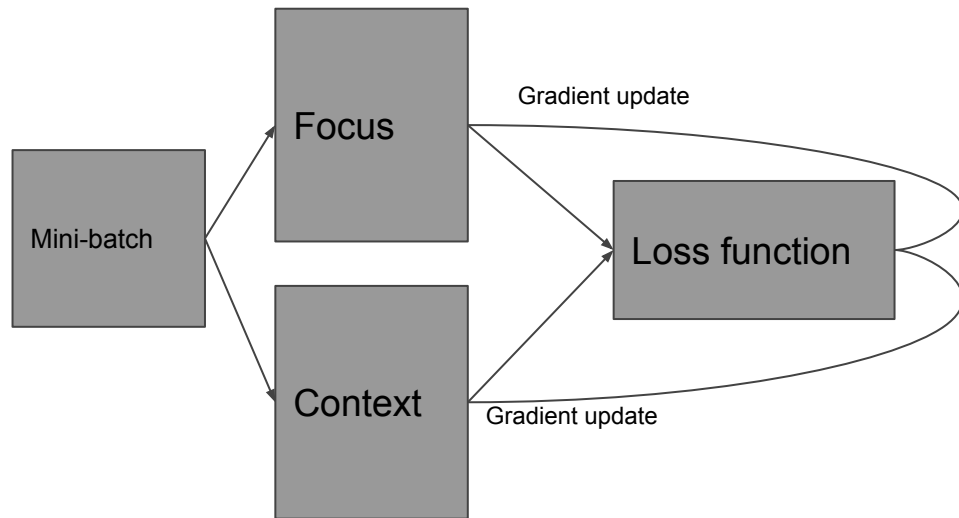 Gradient update
Focus
Mini-batch
Loss function
Context
Gradient update